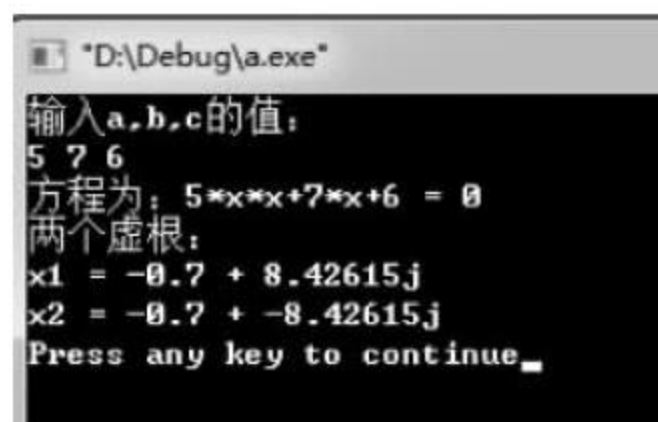 "D:\Debug\a.exe"
输入a,b,c的值：
5 7 6
方程为：5*x*x+7*x+6 = 0
两个虚根：
x1 = -0.7 + 8.42615j
x2 = -0.7 + -8.42615j
Press any key to continue_